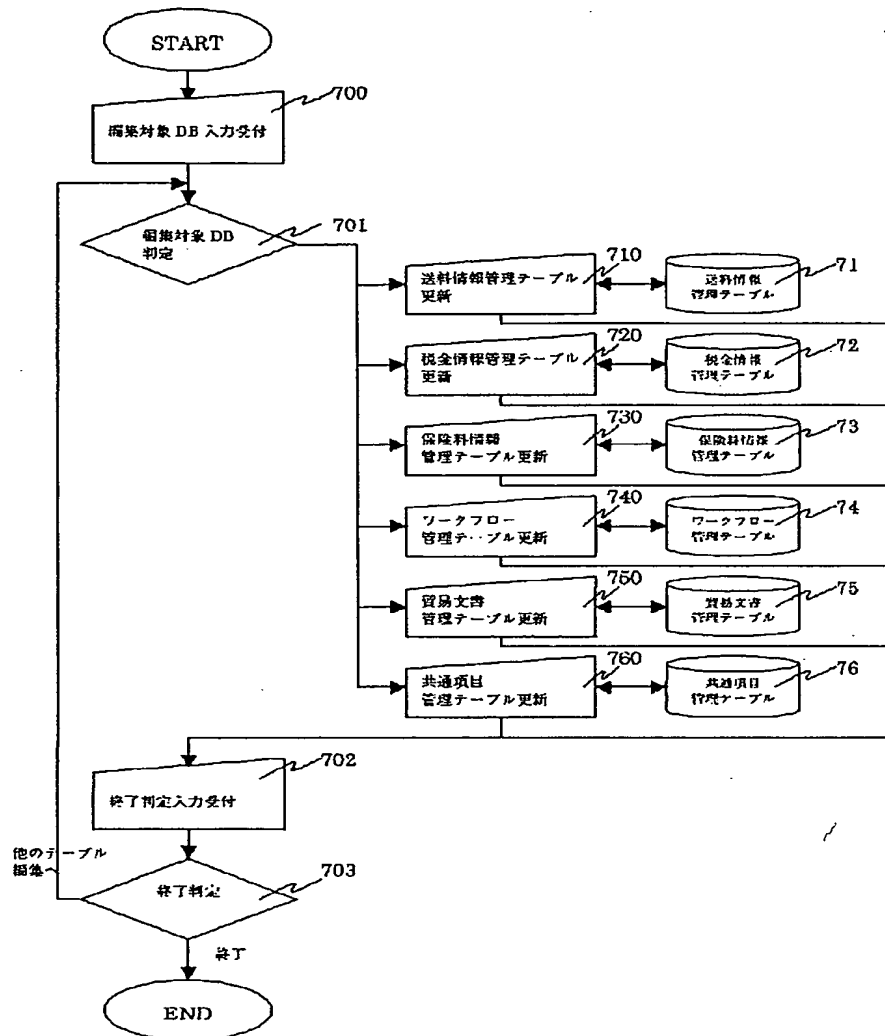 START
700
編集対象 DB 入力受付
701
編集対象 DB
判定
710
送料情報管理テーブル
更新
71
送料情報
管理テーブル
720
税金情報管理テーブル
更新
72
税金情報
管理テーブル
730
保険料情報
管理テーブル更新
73
保険料情報
管理テーブル
740
ワークフロー
管理テーブル更新
74
ワークフロー
管理テーブル
750
貿易文書
管理テーブル更新
75
貿易文書
管理テーブル
760
共通項目
管理テーブル更新
76
共通項目
管理テーブル
702
終了判定入力受付
他のテーブル
編集へ
703
終了判定
終了
END